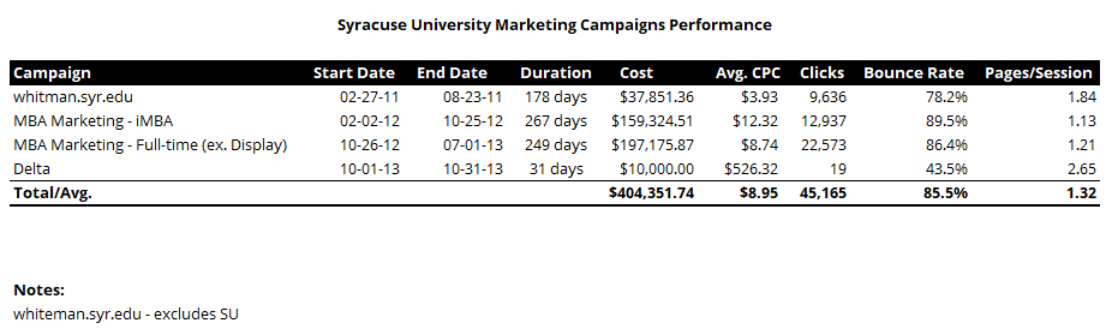 Syracuse University Marketing Campaigns Performance
Campaign Start Date End Date Duration Cost Avg. CPC Clicks Bounce Rate Pages/Session
whitman.syr.edu 02-27-11 08-23-11 178 days $37,851.36 $3.93 9,636 78.2% 1.84
MBA Marketing - iMBA 02-02-12 10-25-12 267 days $159,324.51 $12.32 12,937 89.5% 1.13
MBA Marketing - Full-time (ex. Display) 10-26-12 07-01-13 249 days $197,175.87 $8.74 22,573 86.4% 1.21
Delta 10-01-13 10-31-13 31 days $10,000.00 $526.32 19 43.5% 2.65
Total/Avg. $404,351.74 $8.95 45,165 85.5% 1.32
Notes:
whiteman.syr.edu - excludes SU